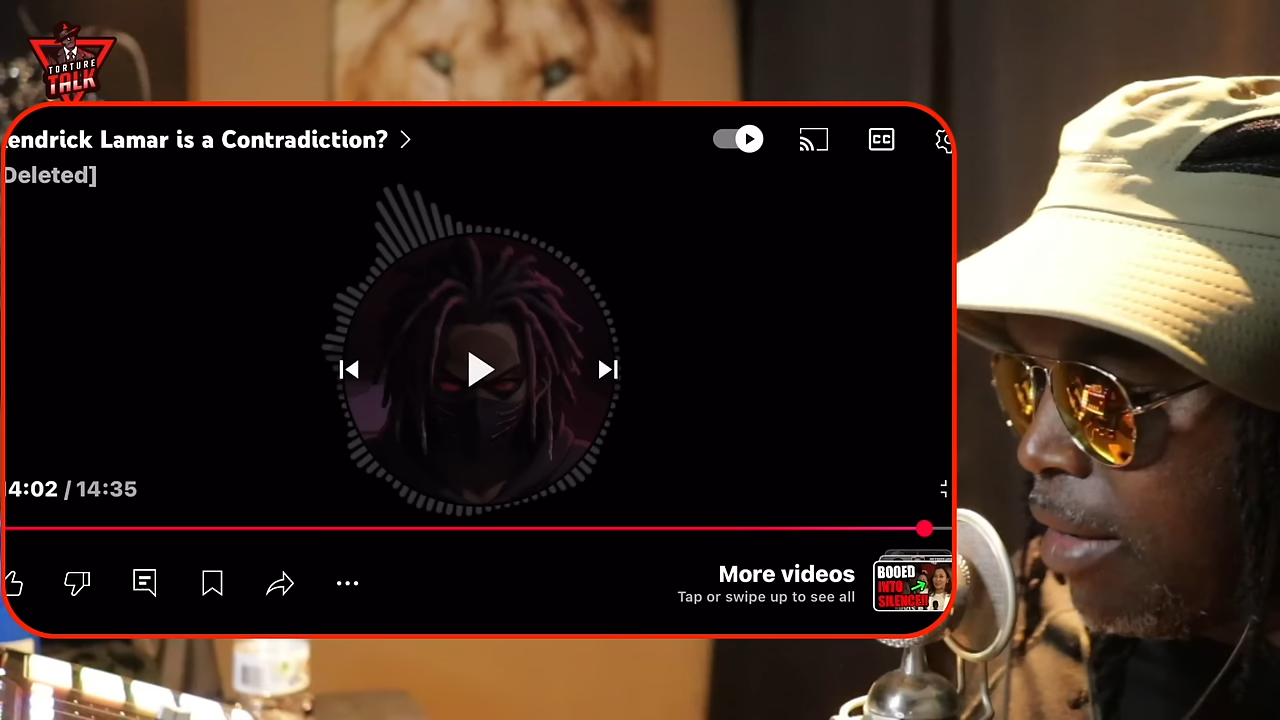 TORTURE
TALK
endrick Lamar is a Contradiction?
CC
Deleted]
4:02 / 14:35
More videos
Tap or swipe up to see all
BOOED
INTO
SILENCE!!